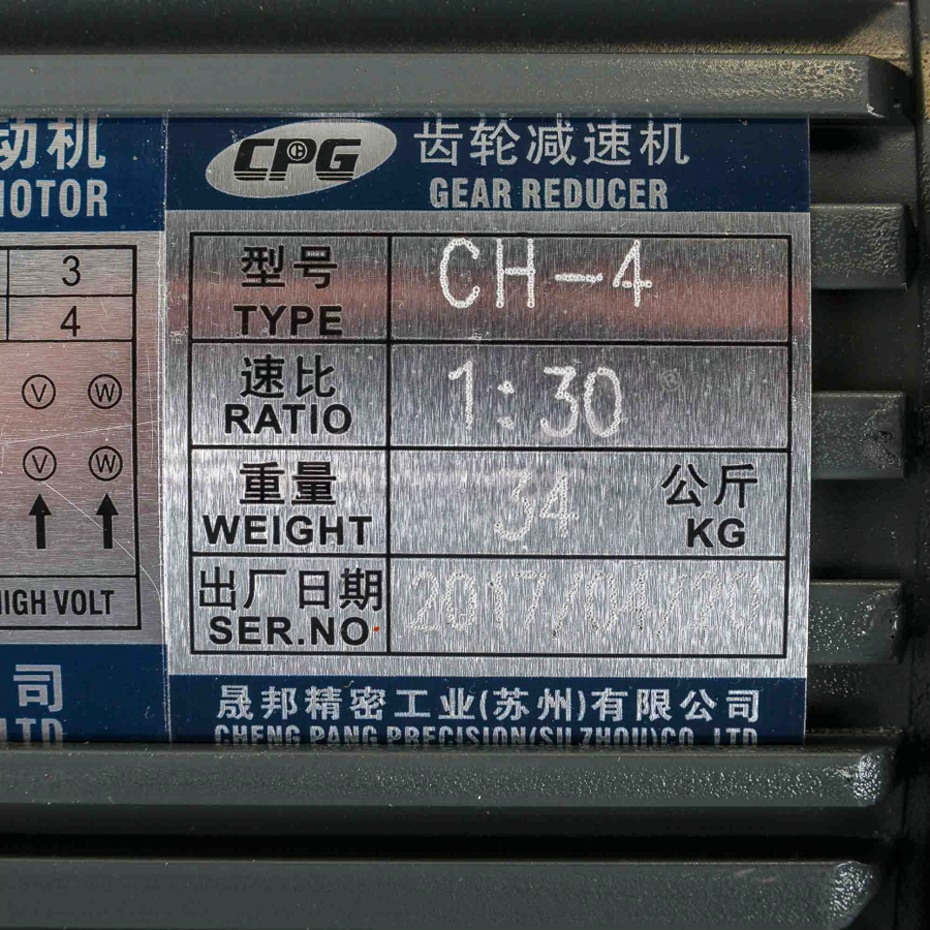 动机
MOTOR
3
4
V W
V W
HIGH VOLT
司
LTD
CPG
齿轮减速机
GEAR REDUCER
型号
TYPE
CH-4
速比
RATIO
1:30
重量
WEIGHT
34
公斤
KG
出厂日期
SER.NO
晟邦精密工业(苏州)有限公司
CHENG PANG PRECISION(SUZHOU)CO.,LTD